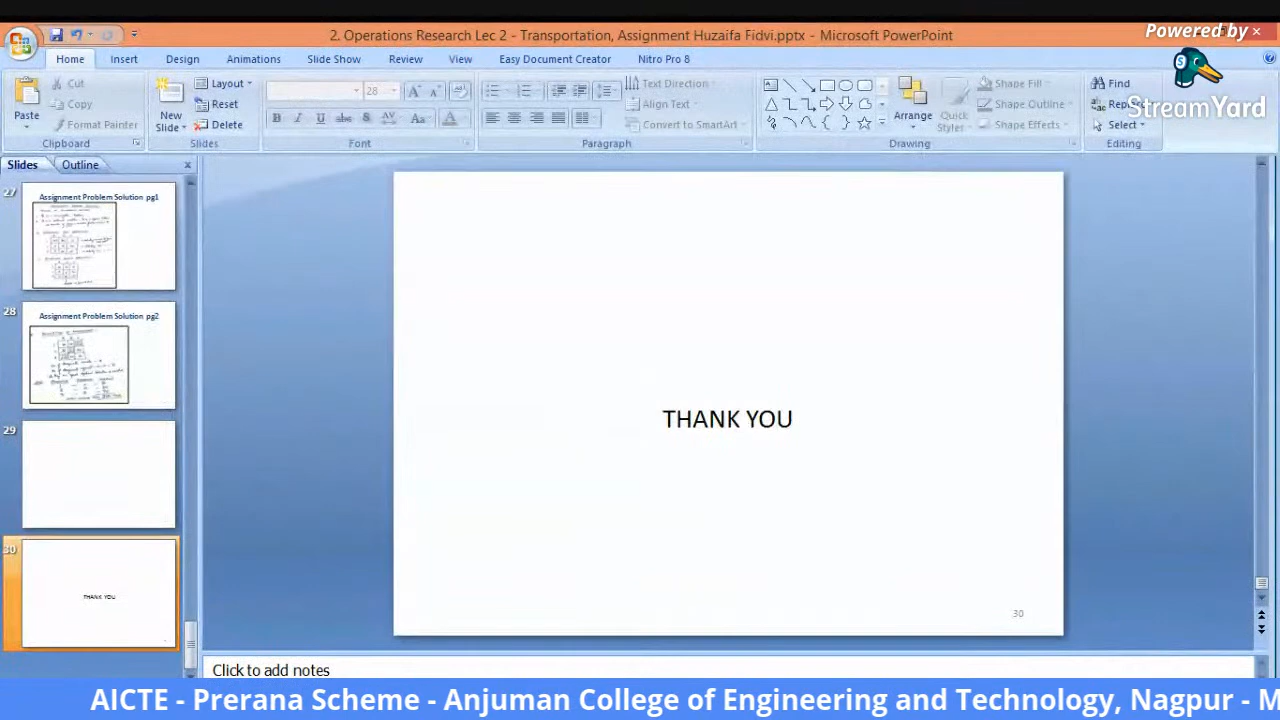 2. Operations Research Lec 2 - Transportation, Assignment Huzaifa Fidvi.pptx - Microsoft PowerPoint
Powered by
StreamYard
Home Insert Design Slide Show Animations Review View Easy Document Creator Nitro Pro 8
Paste
Cut
Copy
Format Painter
Clipboard
New
Slide
Layout
Reset
Delete
Slides
28
B I U abc S AV Aa A
Font
Text Direction
Align Text
Convert to SmartArt
Paragraph
Arrange
Quick
Styles
Shape Fill
Shape Outline
Shape Effects
Drawing
Find
Select
Editing
Slides Outline
27
Assignment Problem Solution pg1
28
Assignment Problem Solution pg2
29
30
THANK YOU
THANK YOU
30
Click to add notes
AICTE - Prerana Scheme - Anjuman College of Engineering and Technology, Nagpur - M